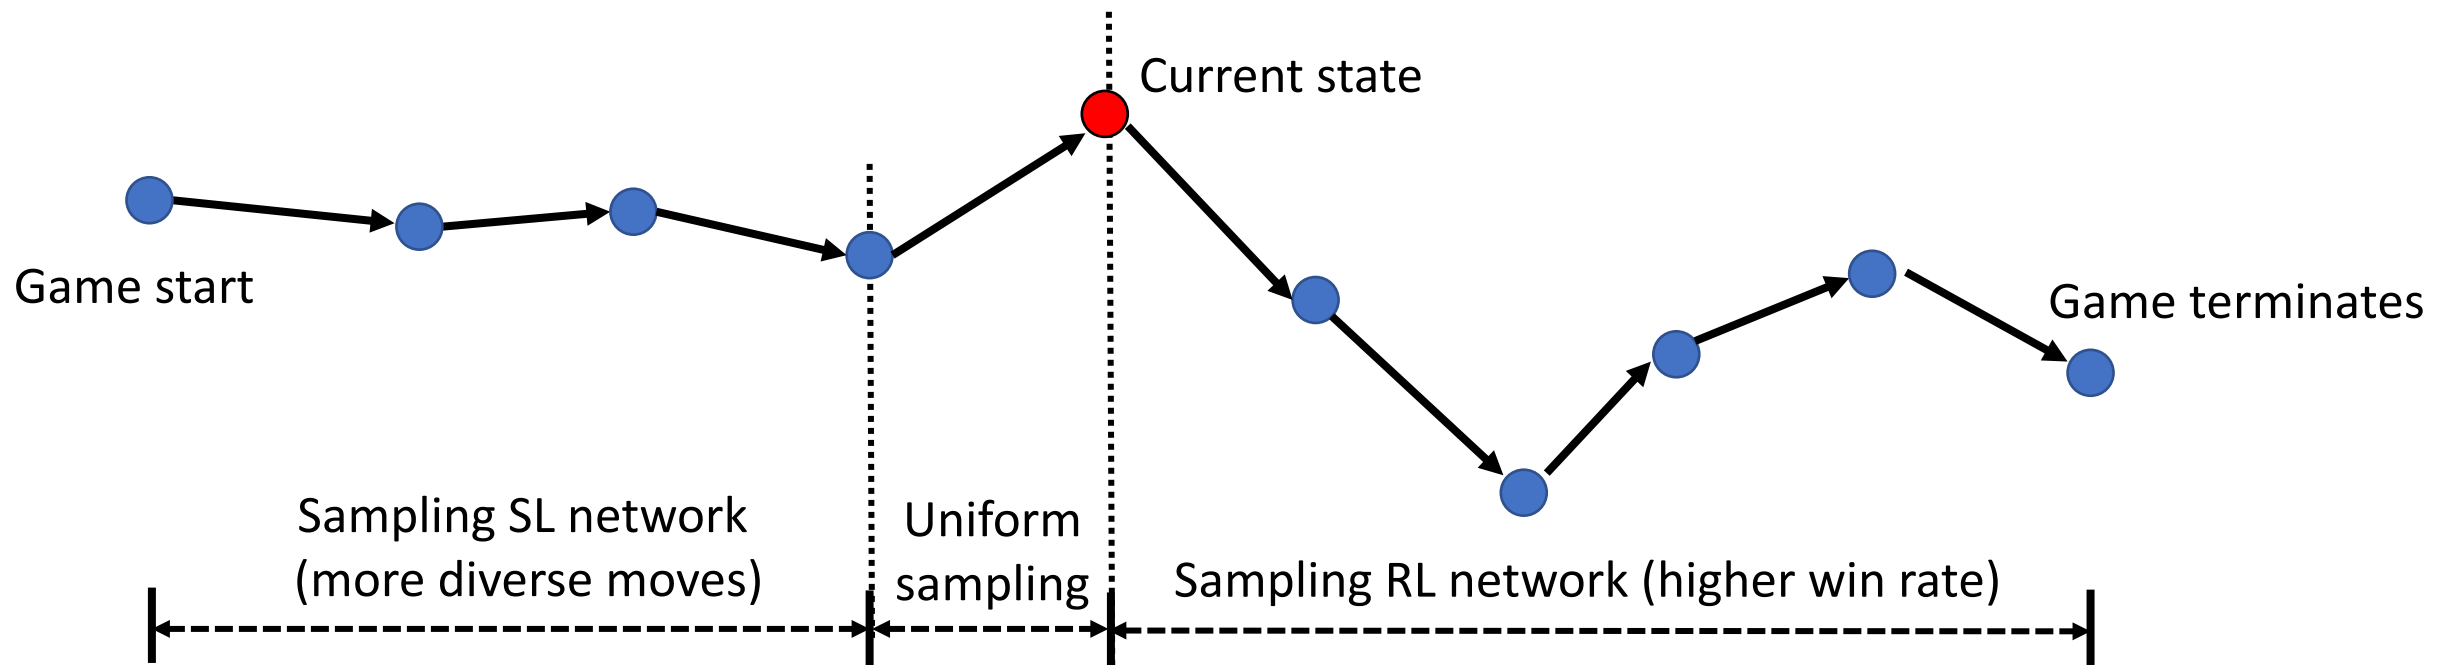 Current state
Game start
Game terminates
Sampling SL network
(more diverse moves)
Uniform
sampling
Sampling RL network (higher win rate)